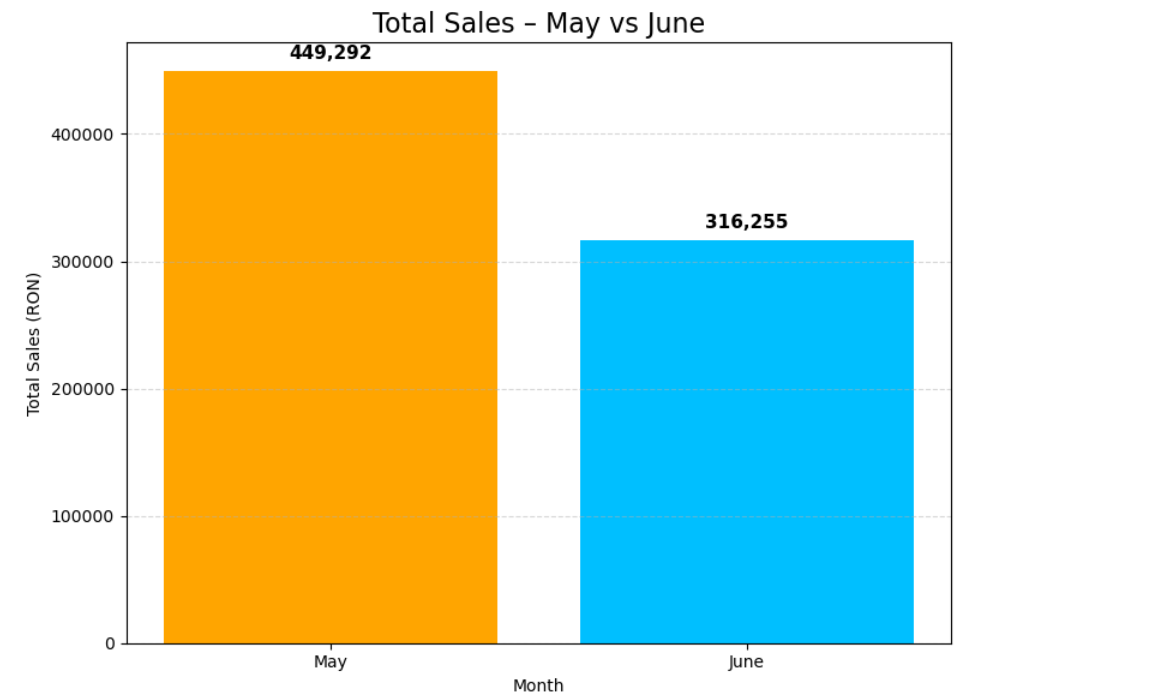 Total Sales – May vs June
449,292
316,255
400000
300000
200000
100000
0
Total Sales (RON)
May
June
Month